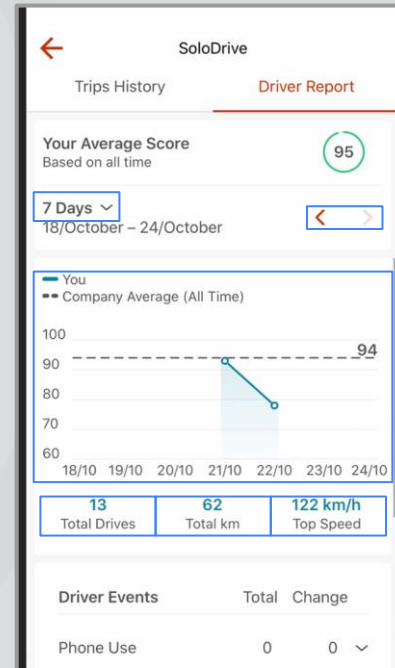 SoloDrive
Trips History Driver Report
Your Average Score
Based on all time
95
7 Days
18/October – 24/October
You
Company Average (All Time)
100
94
90
80
70
60
18/10 19/10 20/10 21/10 22/10 23/10 24/10
13 62 122 km/h
Total Drives Total km Top Speed
Driver Events Total Change
Phone Use 0 0